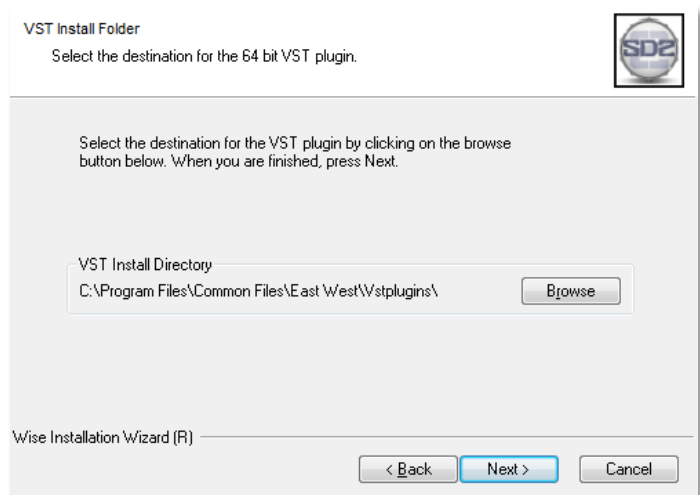 VST Install Folder
Select the destination for the 64 bit VST plugin.
SD2
Select the destination for the VST plugin by clicking on the browse
button below. When you are finished, press Next.
VST Install Directory
C:\Program Files\Common Files\East West\Vstplugins\
Browse
Wise Installation Wizard (R)
< Back
Next >
Cancel